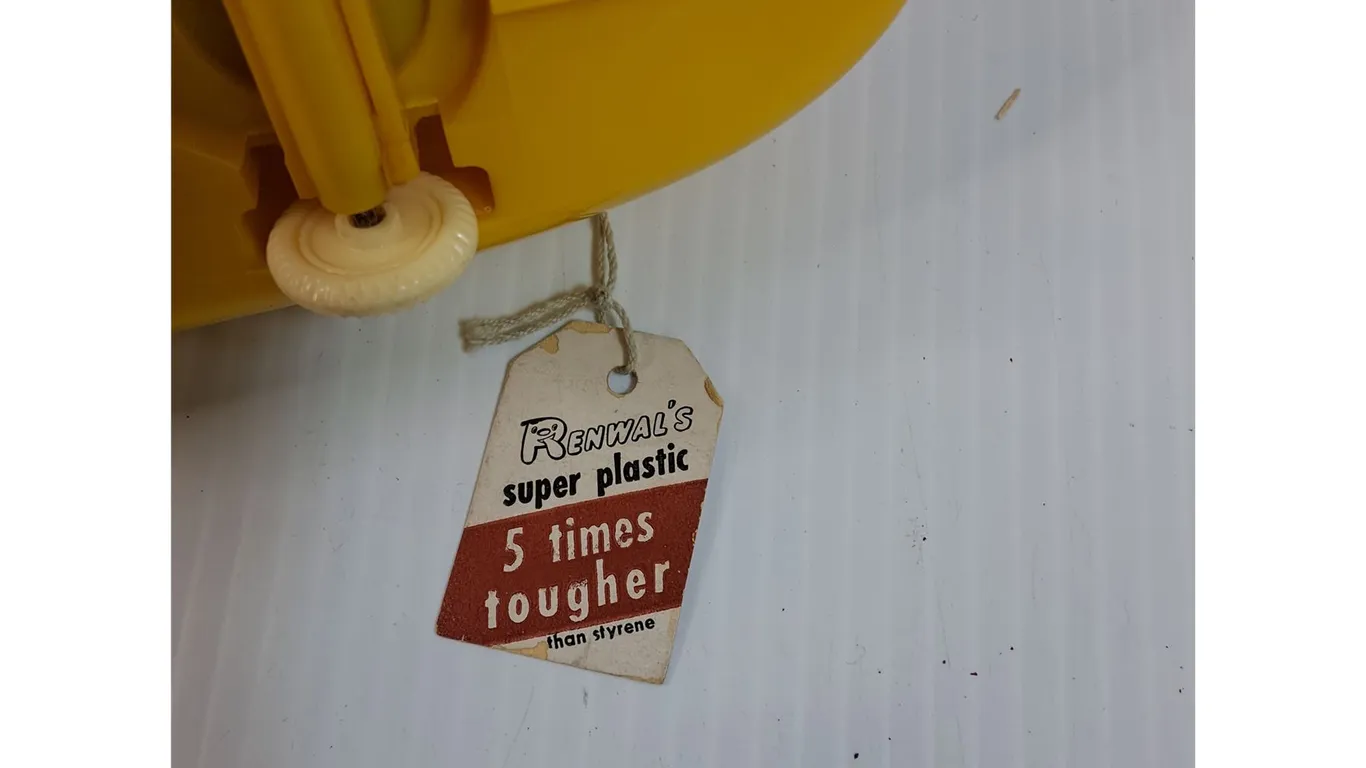 RENWAL'S
super plastic
5 times
tougher
than styrene